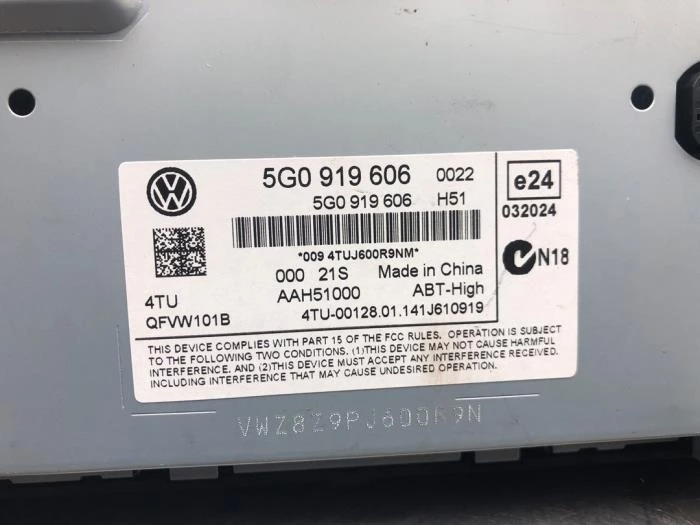 5G0 919 606 0022
5G0 919 606 H51
e24
032024
*009 4TUJ600R9NM*
000 21S Made in China
N18
4TU AAH51000 ABT-High
QFVW101B 4TU-00128.01.141J610919
THIS DEVICE COMPLIES WITH PART 15 OF THE FCC RULES. OPERATION IS SUBJECT
TO THE FOLLOWING TWO CONDITIONS. (1)THIS DEVICE MAY NOT CAUSE HARMFUL
INTERFERENCE. AND (2)THIS DEVICE MUST ACCEPT ANY INTERFERENCE RECEIVED.
INCLUDING INTERFERENCE THAT MAY CAUSE UNDESIRED OPERATION.
VWZ8Z9PJ600R9N